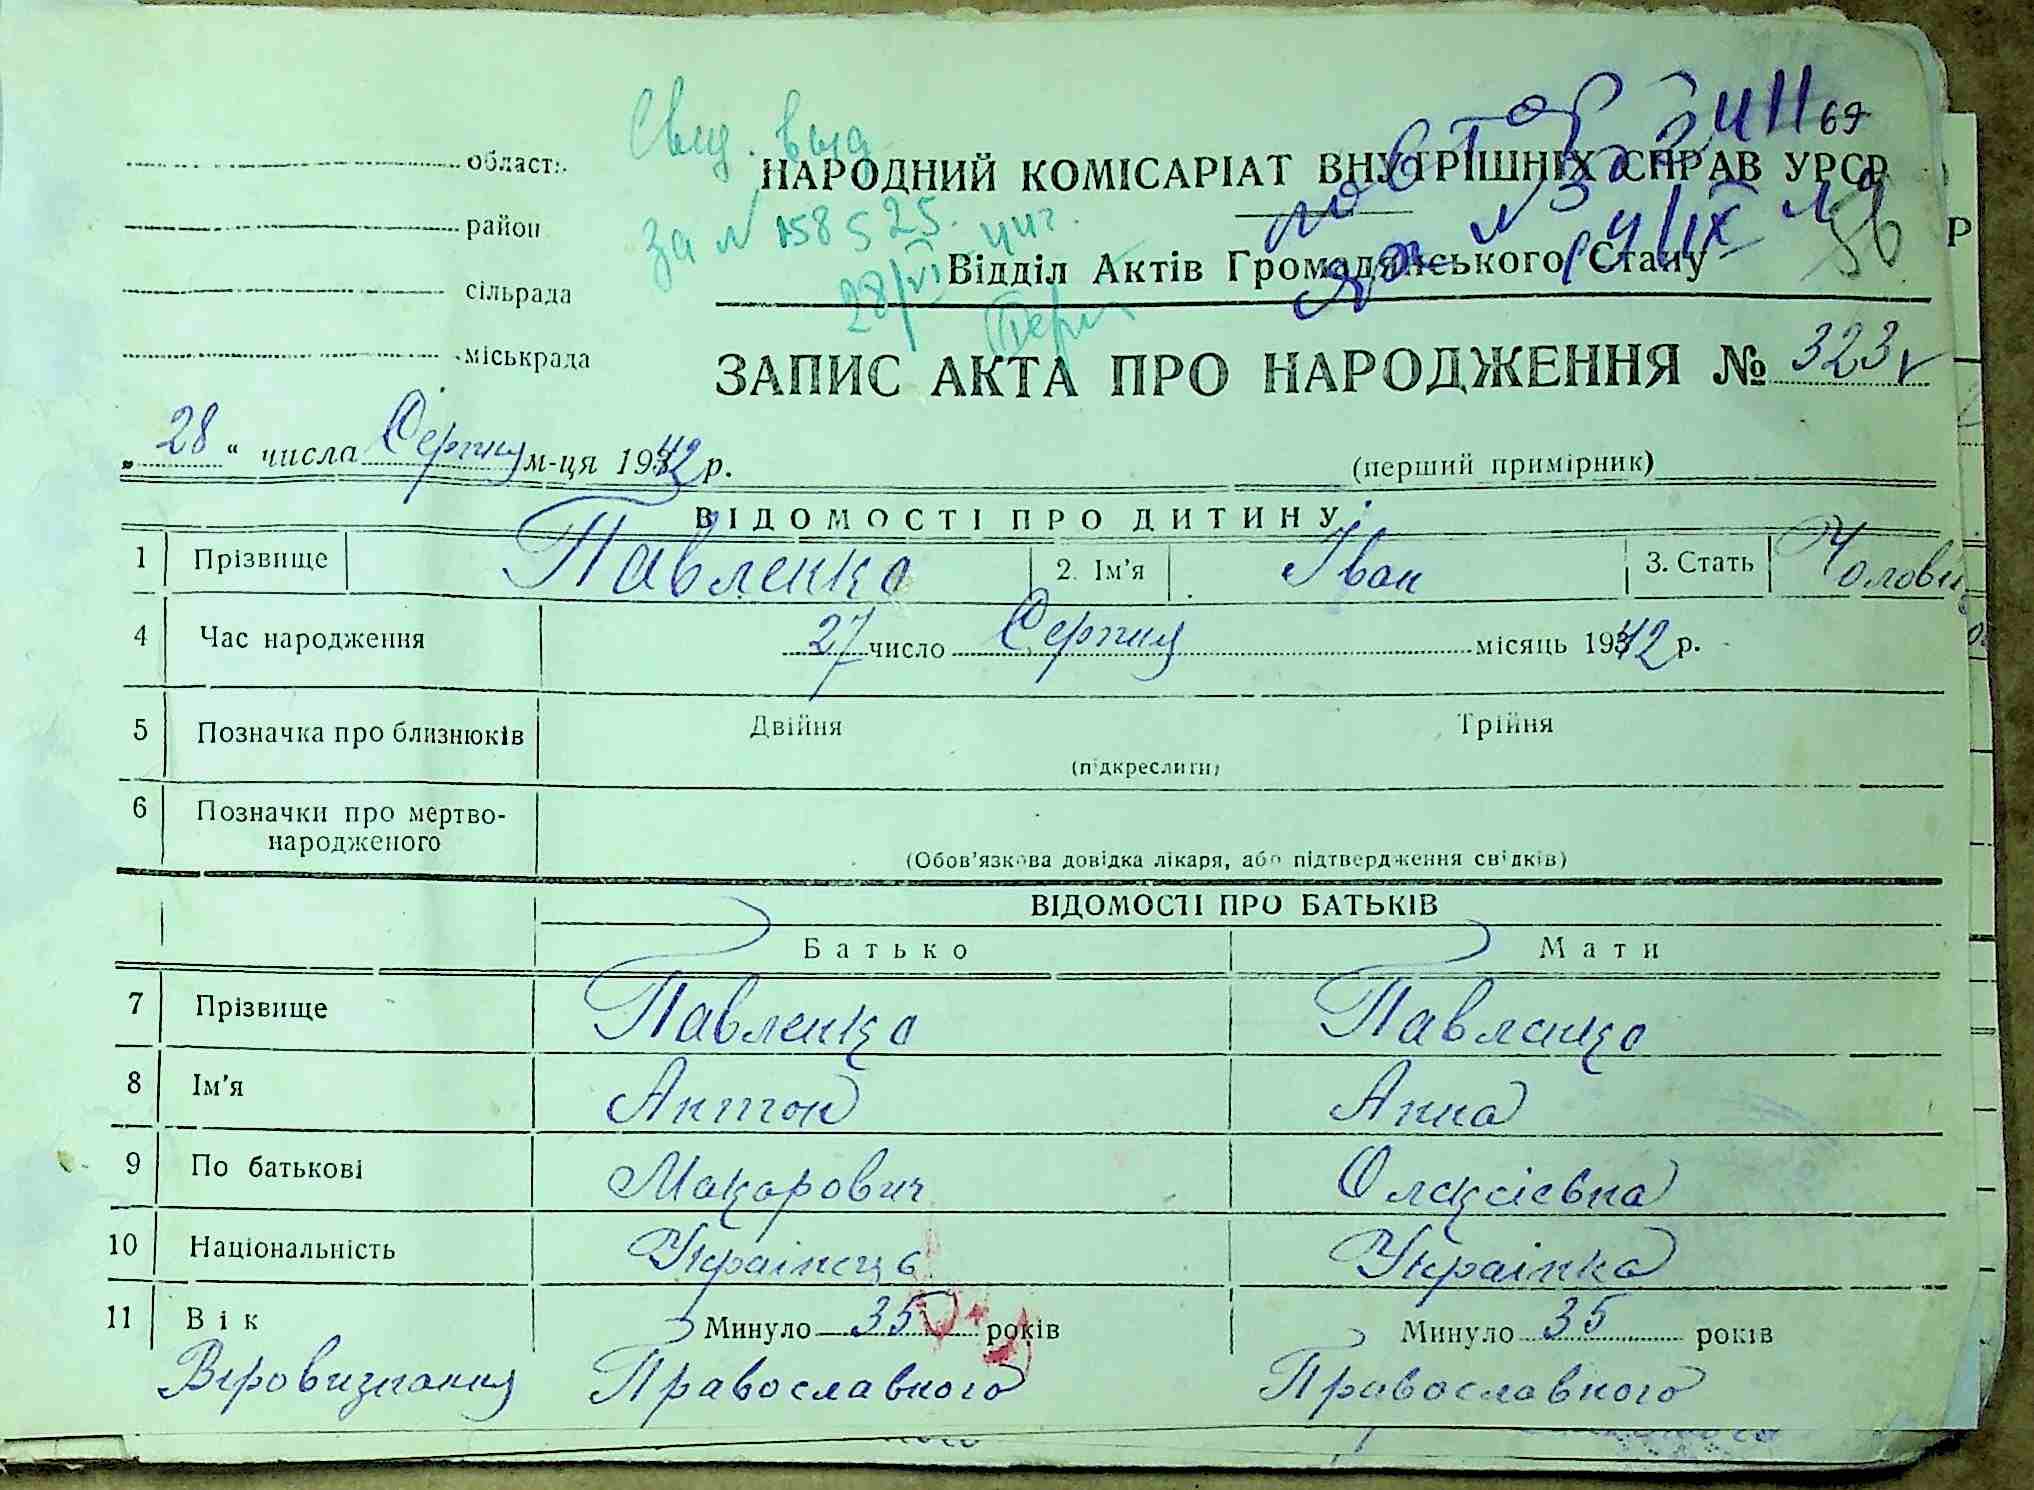 Свид. выд
69
област
НАРОДНИЙ КОМІСАРІАТ ВНУТРІШНІХ СПРАВ УРСР
район
За N 158525.
56
Відділ Актів Громадянського Стану
сільрада
28/VI
міськрада
ЗАПИС АКТА ПРО НАРОДЖЕННЯ № 323
„ 28 “ числа Серпня м-ця 1942 р.
(перший примірник)
ВІДОМОСТІ ПРО ДИТИНУ
1 Прізвище Павленко 2. Ім'я Іван 3. Стать Чолові
4 Час народження 27 число Серпня місяць 1942 р.
5 Позначка про близнюків Двійня Трійня
(підкреслити)
6 Позначки про мертво-
народженого
(Обов'язкова довідка лікаря, або підтвердження свідків)
ВІДОМОСТІ ПРО БАТЬКІВ
Батько Мати
7 Прізвище Павленко Павленко
8 Ім'я Антон Анна
9 По батькові Макарович Олексієвна
10 Національність Українець Українка
11 Вік Минуло 35 років Минуло 35 років
Віровизнання Православного Православного